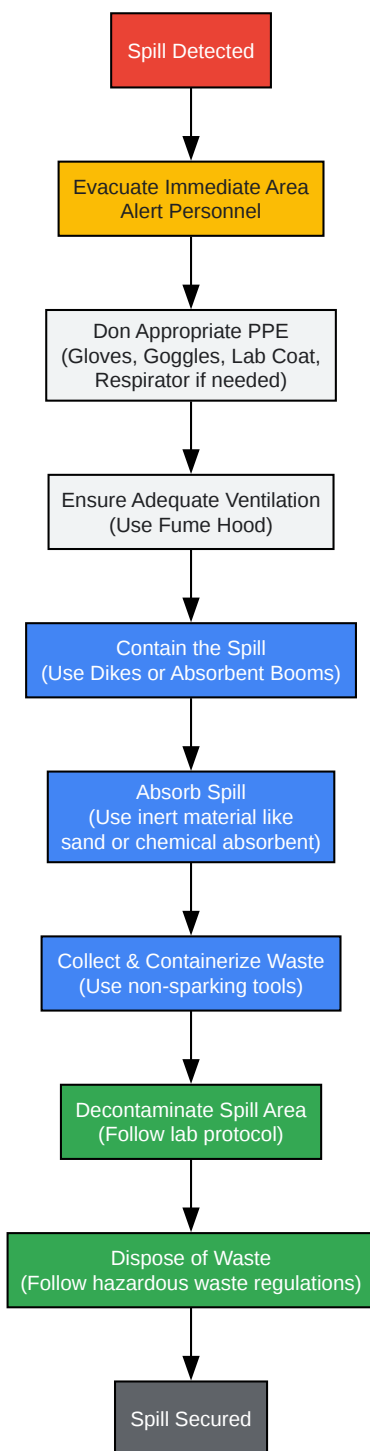 Spill Detected
Evacuate Immediate Area
Alert Personnel
Don Appropriate PPE
(Gloves, Goggles, Lab Coat,
Respirator if needed)
Ensure Adequate Ventilation
(Use Fume Hood)
Contain the Spill
(Use Dikes or Absorbent Booms)
Absorb Spill
(Use inert material like
sand or chemical absorbent)
Collect & Containerize Waste
(Use non-sparking tools)
Decontaminate Spill Area
(Follow lab protocol)
Dispose of Waste
(Follow hazardous waste regulations)
Spill Secured